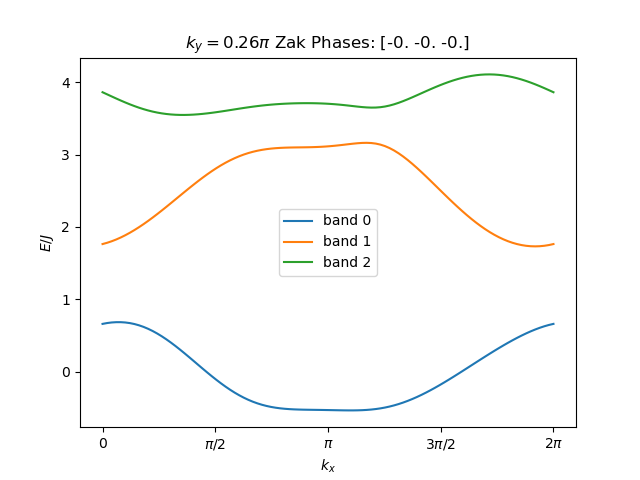 k_y = 0.26π Zak Phases: [-0. -0. -0.]
E/J
4
3
2
1
0
band 0
band 1
band 2
0
π/2
π
3π/2
2π
k_x